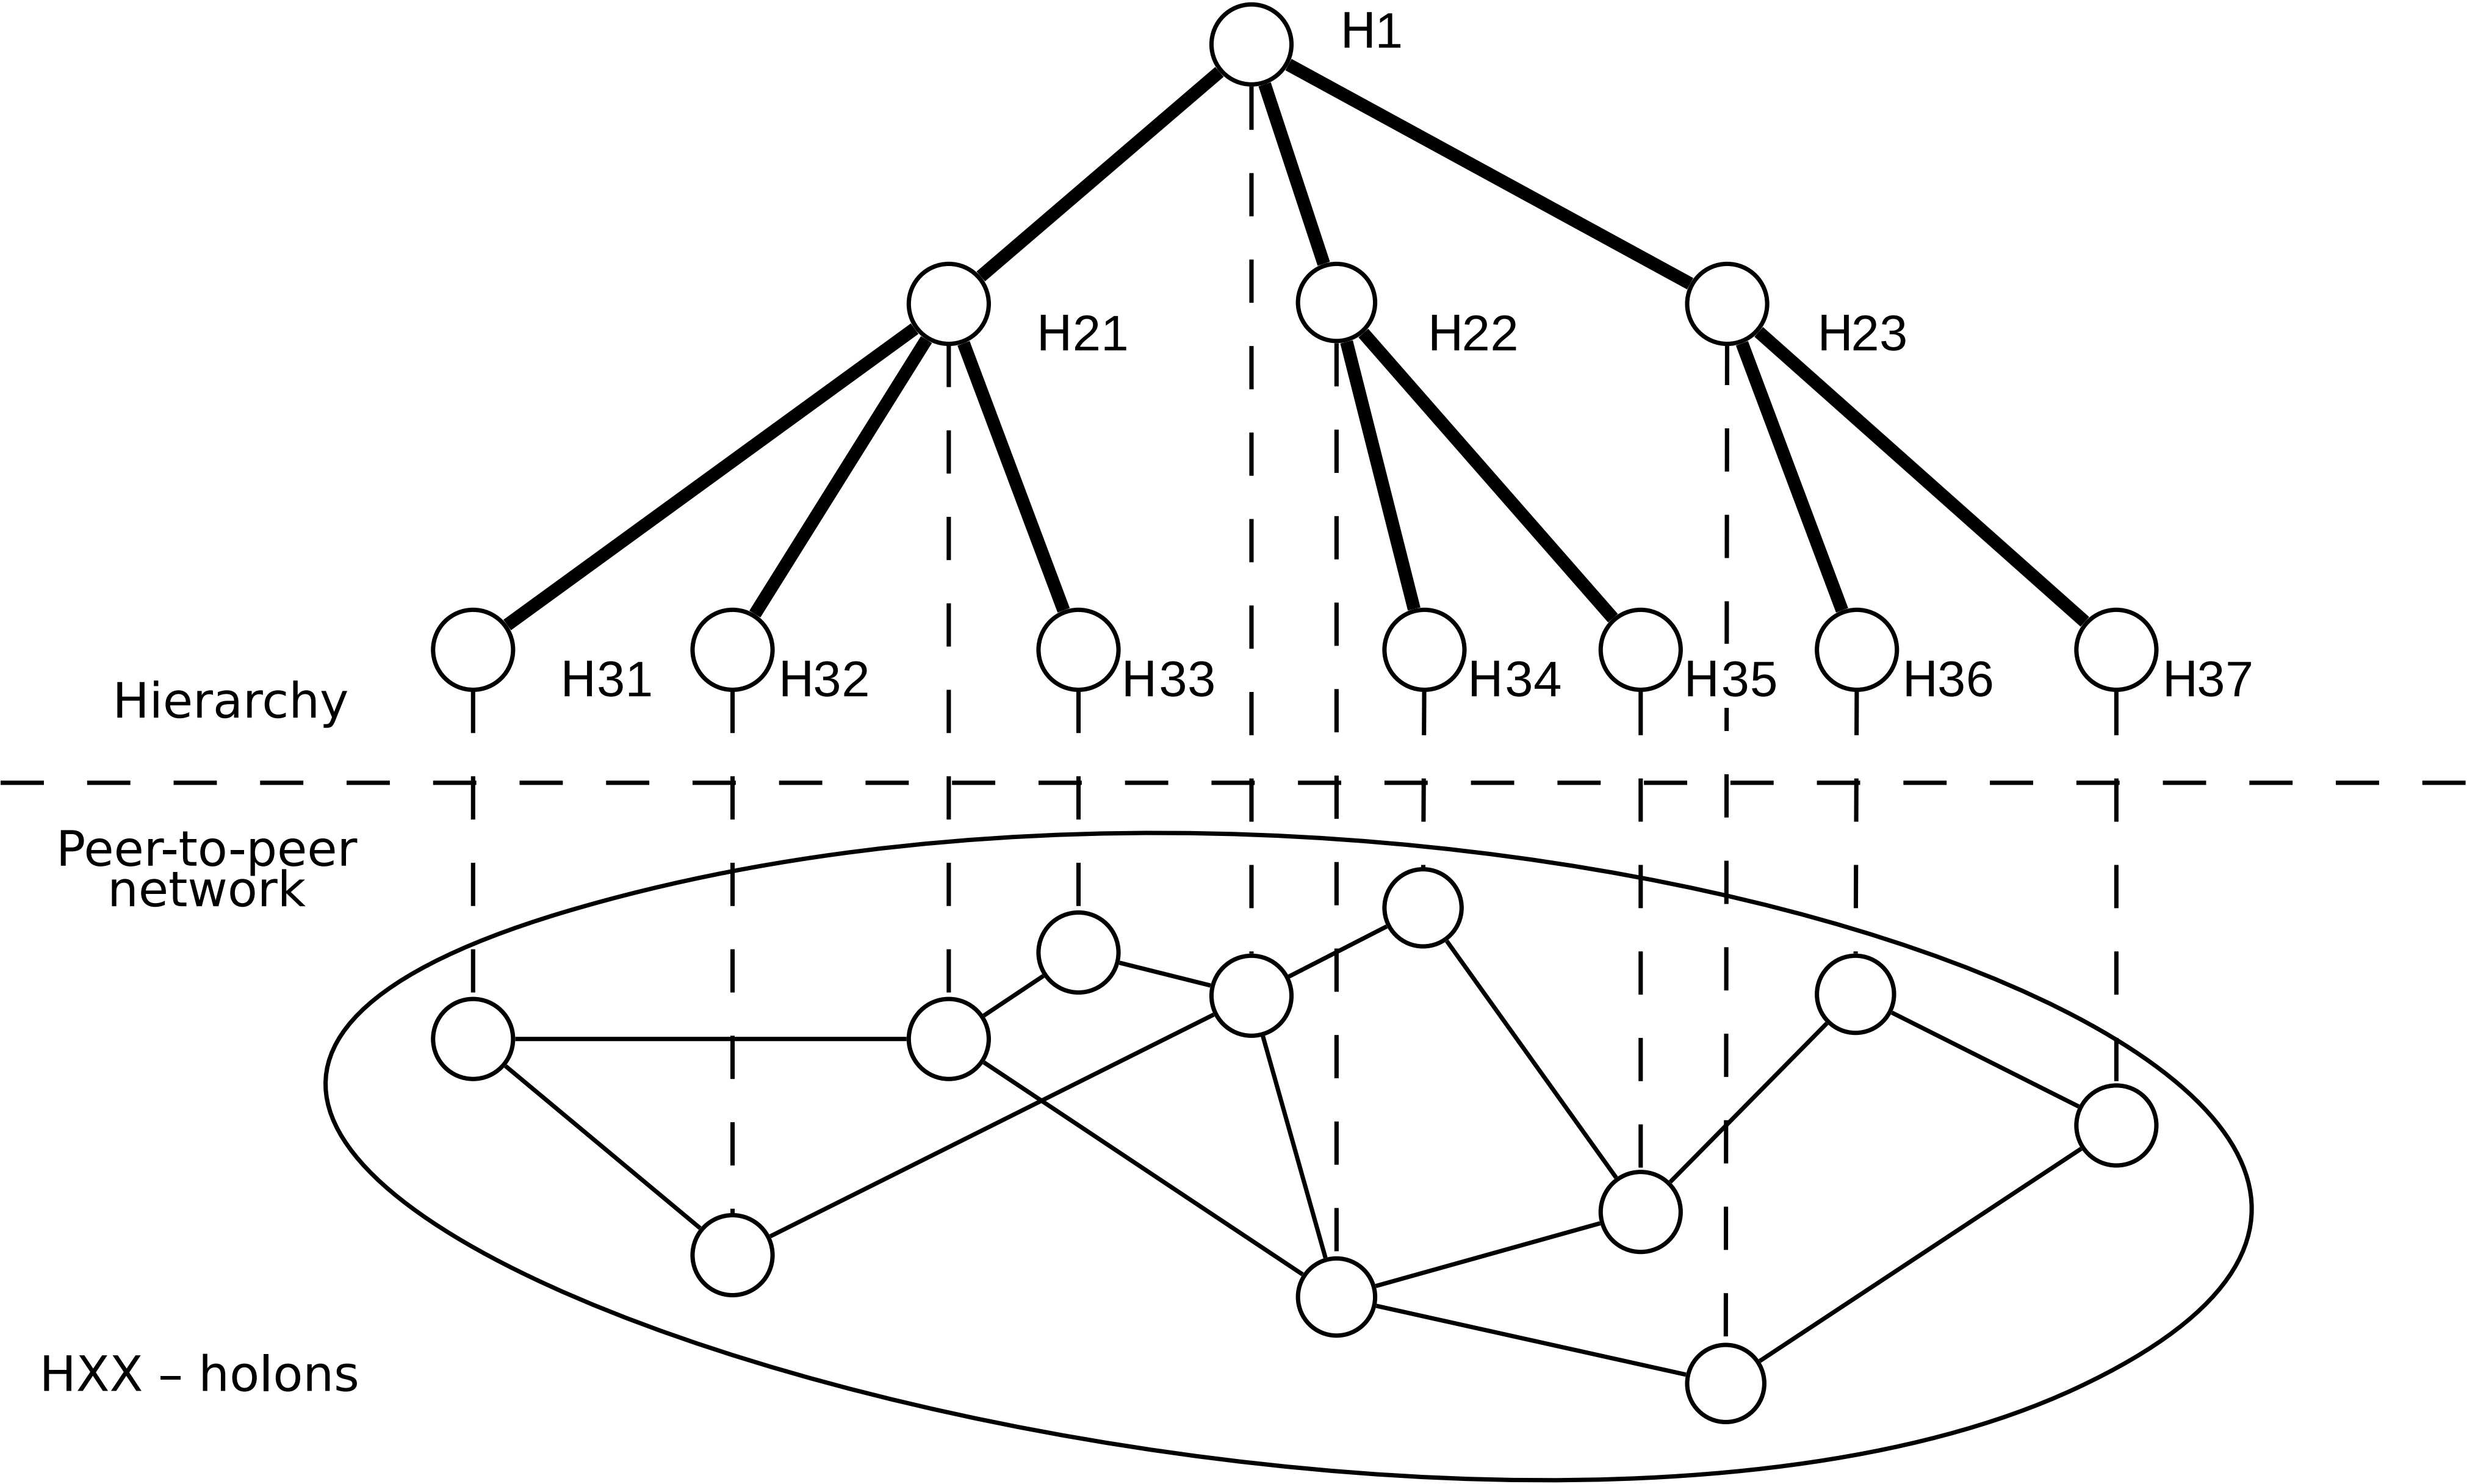 H1
H21
H22
H23
H31
H32
H33
H34
H35
H36
H37
Hierarchy
Peer-to-peer
network
HXX – holons